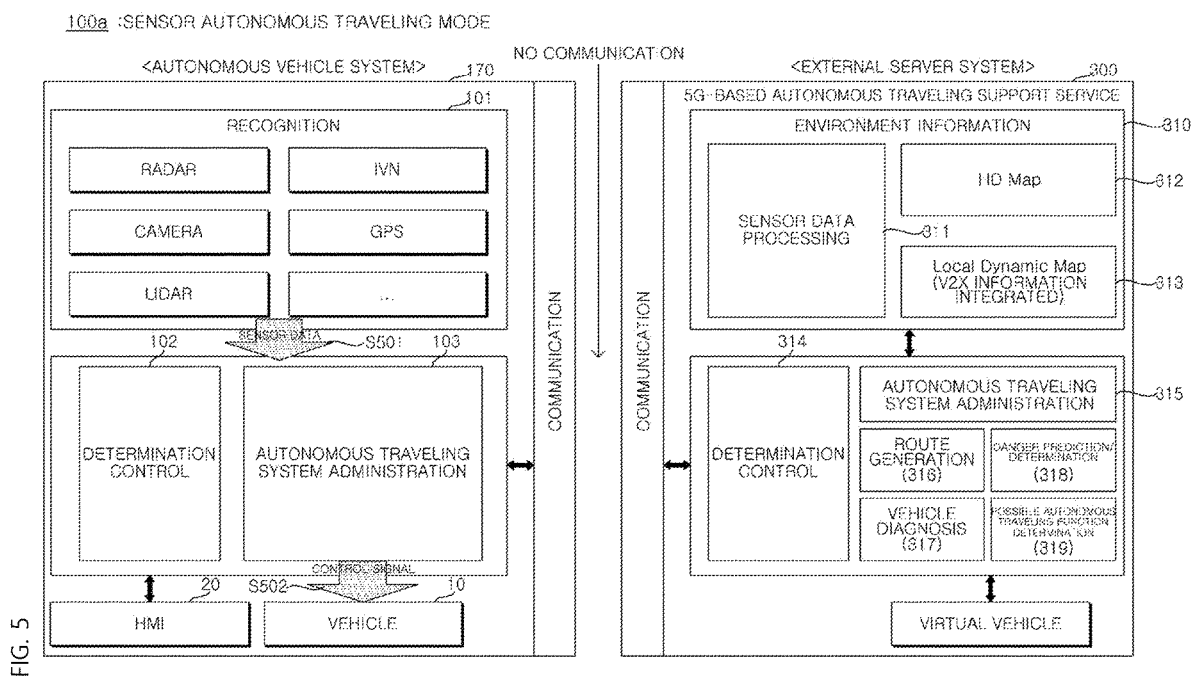 100a :SENSOR AUTONOMOUS TRAVELING MODE
NO COMMUNICATION
<AUTONOMOUS VEHICLE SYSTEM>
170
101
RECOGNITION
RADAR
IVN
CAMERA
GPS
LIDAR
...
SENSOR DATA
S501
102
103
DETERMINATION
CONTROL
AUTONOMOUS TRAVELING
SYSTEM ADMINISTRATION
CONTROL SIGNAL
S502
20
10
HMI
VEHICLE
COMMUNICATION
<EXTERNAL SERVER SYSTEM>
300
5G-BASED AUTONOMOUS TRAVELING SUPPORT SERVICE
COMMUNICATION
ENVIRONMENT INFORMATION
310
SENSOR DATA
PROCESSING
311
HD Map
312
Local Dynamic Map
(V2X INFORMATION
INTEGRATED)
313
314
DETERMINATION
CONTROL
AUTONOMOUS TRAVELING
SYSTEM ADMINISTRATION
315
ROUTE
GENERATION
(316)
DANGER PREDICTION/
DETERMINATION
(318)
VEHICLE
DIAGNOSIS
(317)
POSSIBLE AUTONOMOUS
TRAVELING FUNCTION
DETERMINATION
(319)
VIRTUAL VEHICLE
FIG. 5